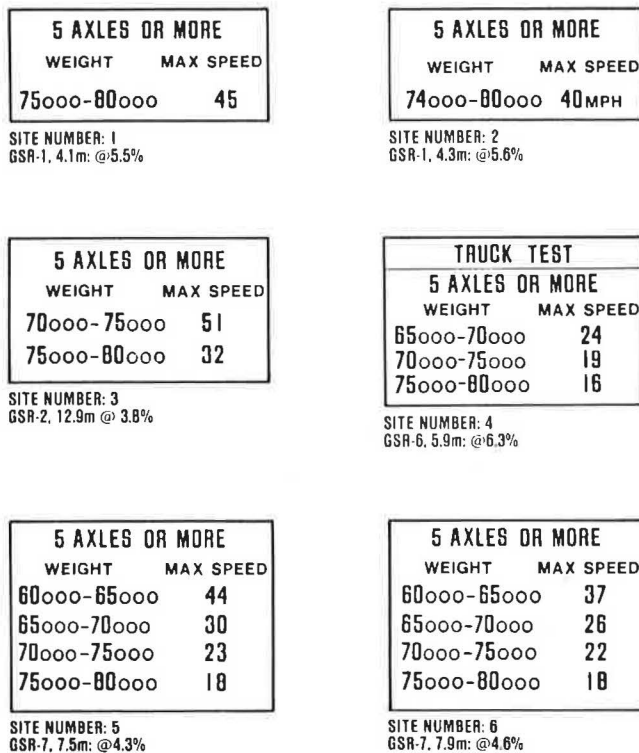 5 AXLES OR MORE
WEIGHT MAX SPEED
75000-80000 45
SITE NUMBER: 1
GSR-1, 4.1m: @5.5%
5 AXLES OR MORE
WEIGHT MAX SPEED
74000-80000 40MPH
SITE NUMBER: 2
GSR-1, 4.3m: @5.6%
5 AXLES OR MORE
WEIGHT MAX SPEED
70000-75000 51
75000-80000 32
SITE NUMBER: 3
GSR-2, 12.9m @ 3.8%
TRUCK TEST
5 AXLES OR MORE
WEIGHT MAX SPEED
65000-70000 24
70000-75000 19
75000-80000 16
SITE NUMBER: 4
GSR-6, 5.9m: @6.3%
5 AXLES OR MORE
WEIGHT MAX SPEED
60000-65000 44
65000-70000 30
70000-75000 23
75000-80000 18
SITE NUMBER: 5
GSR-7, 7.5m: @4.3%
5 AXLES OR MORE
WEIGHT MAX SPEED
60000-65000 37
65000-70000 26
70000-75000 22
75000-80000 18
SITE NUMBER: 6
GSR-7, 7.9m: @4.6%